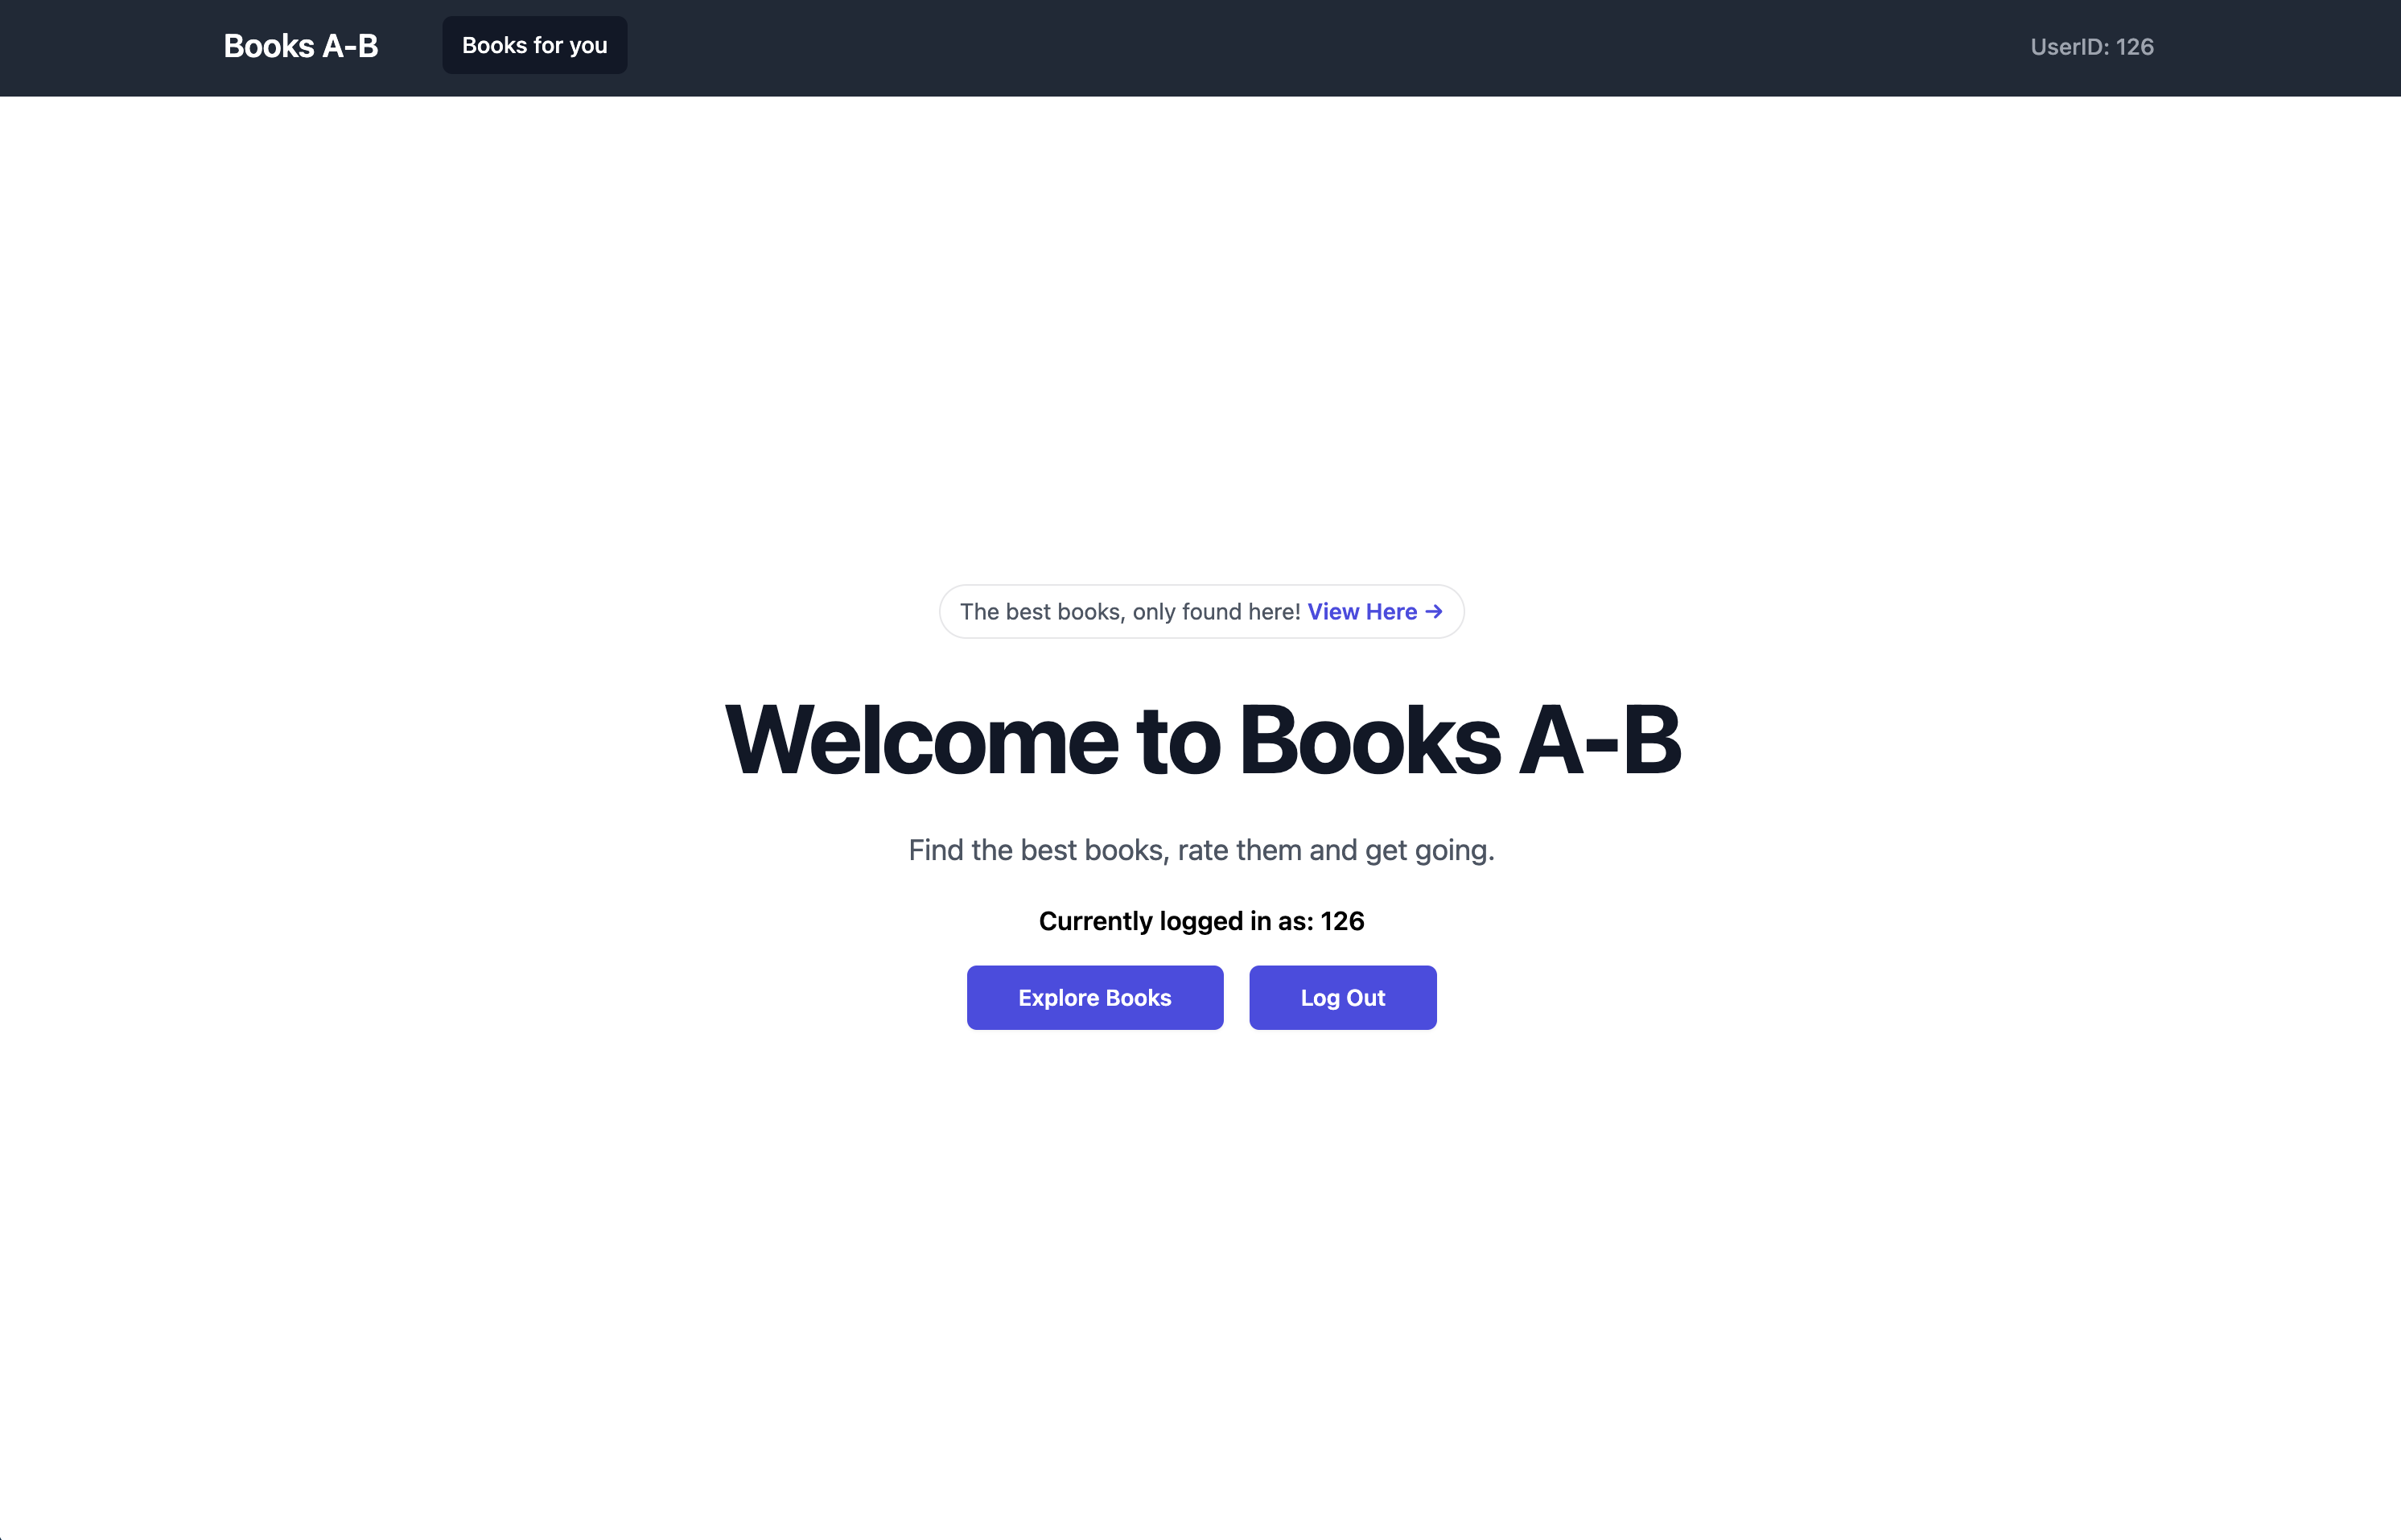 Books A-B
Books for you
UserID: 126
The best books, only found here! View Here →
Welcome to Books A-B
Find the best books, rate them and get going.
Currently logged in as: 126
Explore Books
Log Out